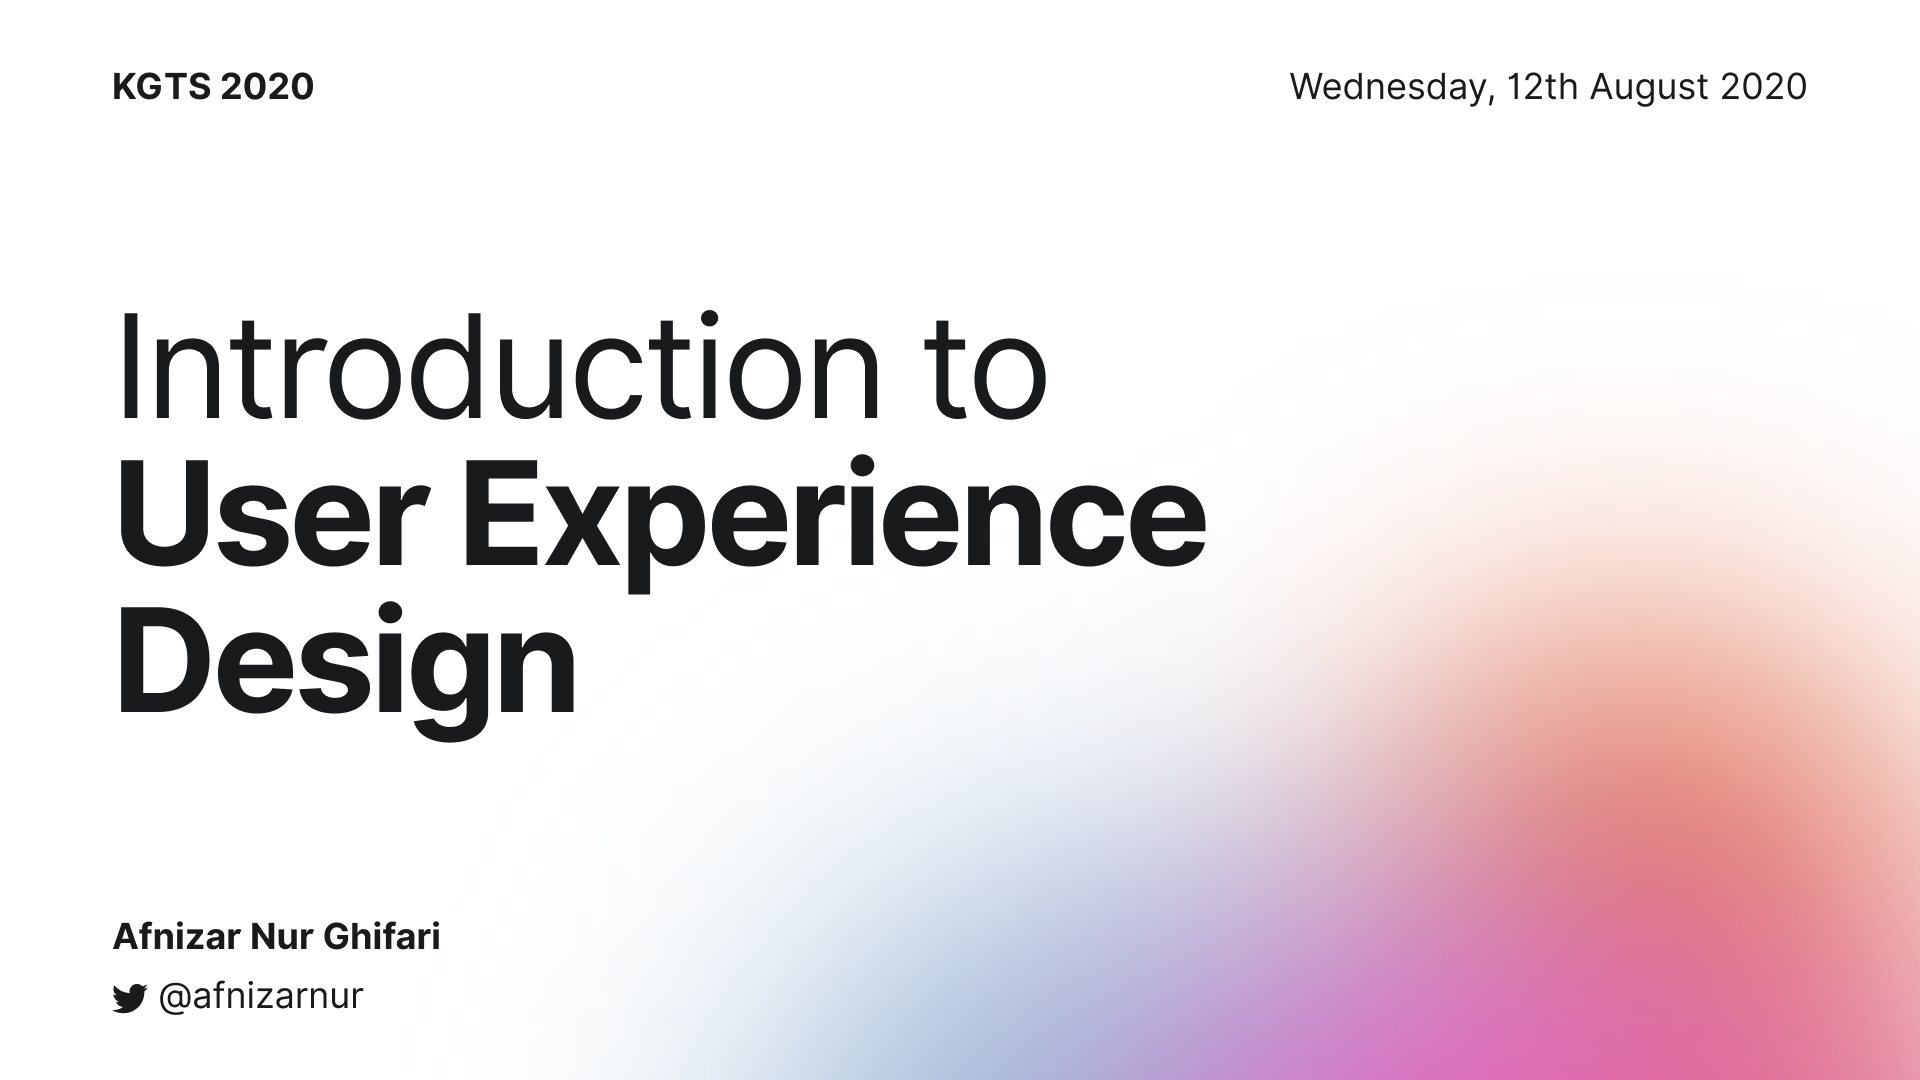 KGTS 2020
Wednesday, 12th August 2020
Introduction to
User Experience
Design
Afnizar Nur Ghifari
@afnizarnur